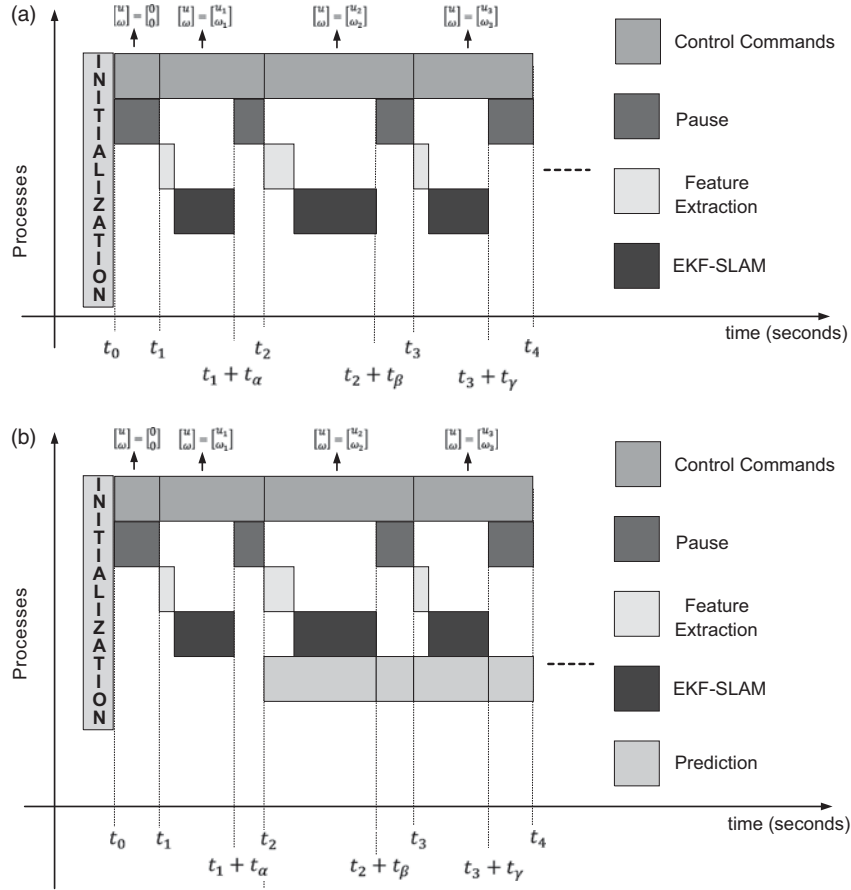 (a)
[u ω] = [0 0]
[u ω] = [u₁ ω₁]
[u ω] = [u₂ ω₂]
[u ω] = [u₃ ω₃]
INITIALIZATION
Control Commands
Pause
Feature
Extraction
EKF-SLAM
Processes
time (seconds)
t₀
t₁
t₂
t₃
t₄
t₁ + tα
t₂ + tβ
t₃ + tγ
(b)
[u ω] = [0 0]
[u ω] = [u₁ ω₁]
[u ω] = [u₂ ω₂]
[u ω] = [u₃ ω₃]
INITIALIZATION
Control Commands
Pause
Feature
Extraction
EKF-SLAM
Prediction
Processes
time (seconds)
t₀
t₁
t₂
t₃
t₄
t₁ + tα
t₂ + tβ
t₃ + tγ